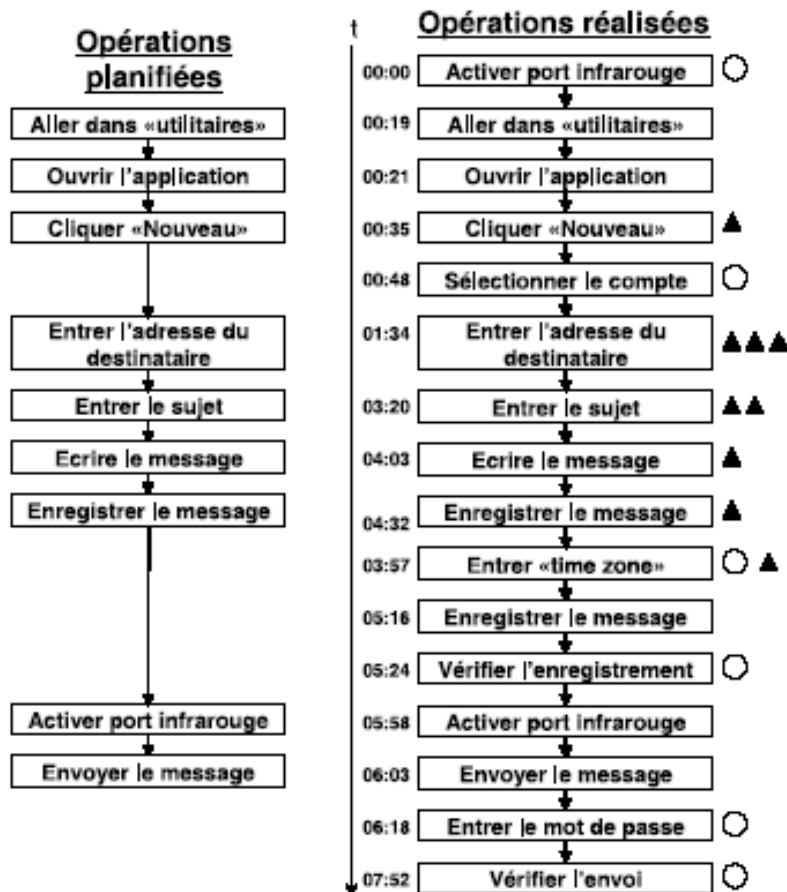 Opérations
planifiées
Aller dans «utilitaires»
Ouvrir l'application
Cliquer «Nouveau»
Entrer l'adresse du
destinataire
Entrer le sujet
Ecrire le message
Enregistrer le message
Activer port infrarouge
Envoyer le message
t
Opérations réalisées
00:00 Activer port infrarouge
00:19 Aller dans «utilitaires»
00:21 Ouvrir l'application
00:35 Cliquer «Nouveau»
00:48 Sélectionner le compte
01:34 Entrer l'adresse du
destinataire
03:20 Entrer le sujet
04:03 Ecrire le message
04:32 Enregistrer le message
03:57 Entrer «time zone»
05:16 Enregistrer le message
05:24 Vérifier l'enregistrement
05:58 Activer port infrarouge
06:03 Envoyer le message
06:18 Entrer le mot de passe
07:52 Vérifier l'envoi